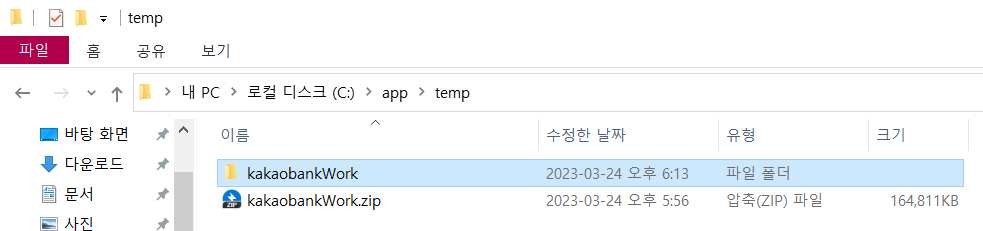 temp
파일 홈 공유 보기
내 PC 로컬 디스크 (C:) app temp
바탕 화면
다운로드
문서
사진
이름 수정한 날짜 유형 크기
kakaobankWork 2023-03-24 오후 6:13 파일 폴더
kakaobankWork.zip 2023-03-24 오후 5:56 압축(ZIP) 파일 164,811KB